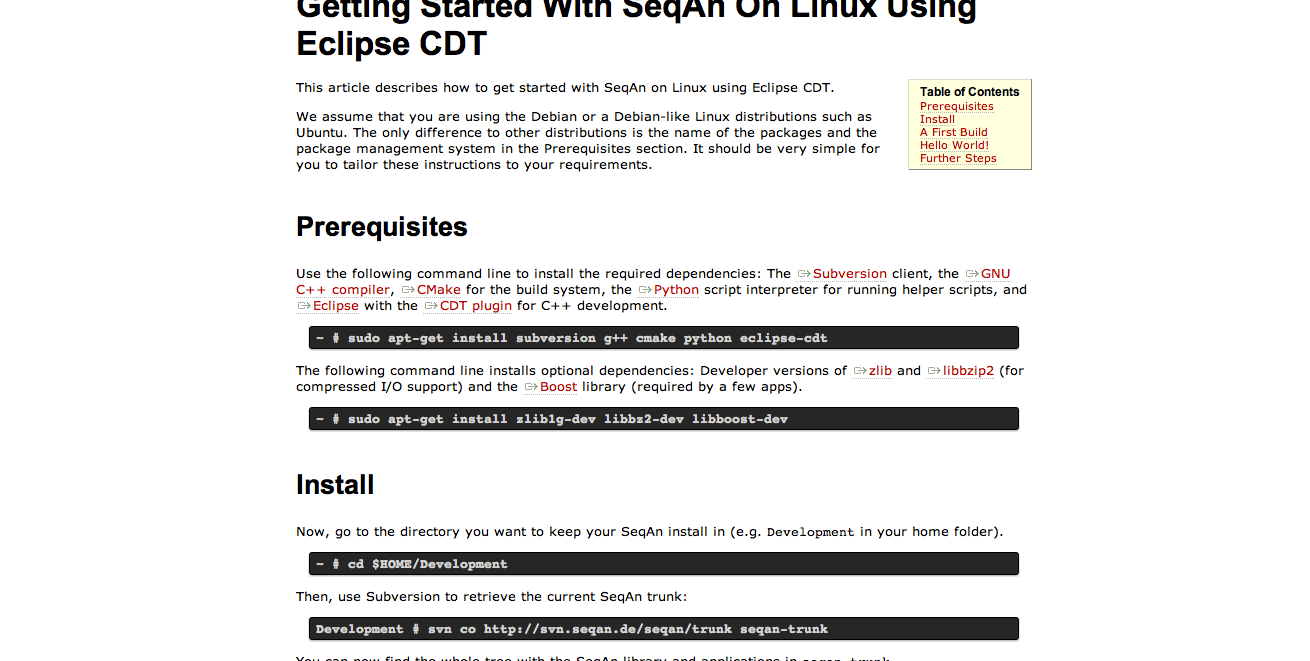 Getting Started With SeqAn On Linux Using
Eclipse CDT
This article describes how to get started with SeqAn on Linux using Eclipse CDT.
We assume that you are using the Debian or a Debian-like Linux distributions such as
Ubuntu. The only difference to other distributions is the name of the packages and the
package management system in the Prerequisites section. It should be very simple for
you to tailor these instructions to your requirements.
Table of Contents
Prerequisites
Install
A First Build
Hello World!
Further Steps
Prerequisites
Use the following command line to install the required dependencies: The Subversion client, the GNU
C++ compiler, CMake for the build system, the Python script interpreter for running helper scripts, and
Eclipse with the CDT plugin for C++ development.
~ # sudo apt-get install subversion g++ cmake python eclipse-cdt
The following command line installs optional dependencies: Developer versions of zlib and libbzip2 (for
compressed I/O support) and the Boost library (required by a few apps).
~ # sudo apt-get install zlib1g-dev libbz2-dev libboost-dev
Install
Now, go to the directory you want to keep your SeqAn install in (e.g. Development in your home folder).
~ # cd $HOME/Development
Then, use Subversion to retrieve the current SeqAn trunk:
Development # svn co http://svn.seqan.de/seqan/trunk seqan-trunk
You can now find the whole tree with the SeqAn library and applications in seqan-trunk